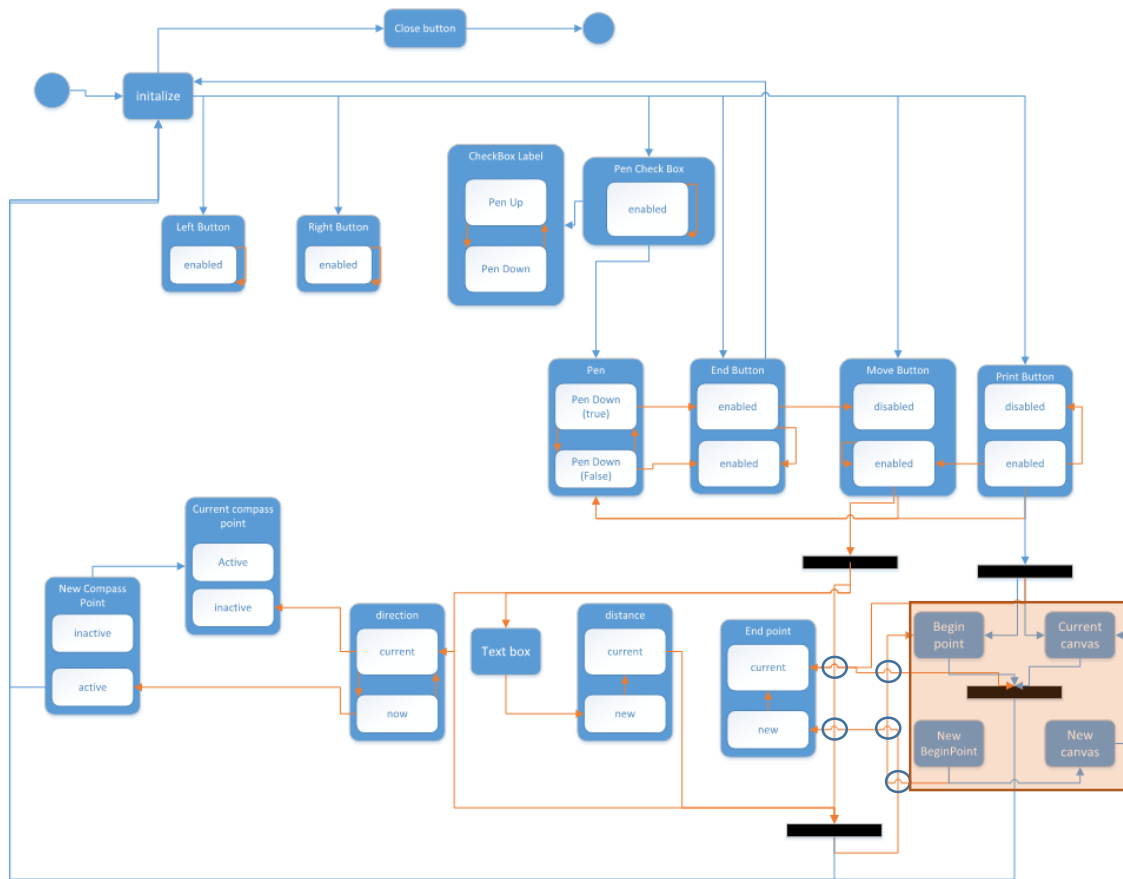 Close button
initalize
CheckBox Label
Pen Up
Pen Down
Pen Check Box
enabled
Left Button
enabled
Right Button
enabled
Pen
Pen Down
(true)
Pen Down
(False)
End Button
enabled
enabled
Move Button
disabled
enabled
Print Button
disabled
enabled
Current compass
point
Active
inactive
New Compass
Point
inactive
active
direction
current
now
Text box
distance
current
new
End point
current
new
Begin
point
Current
canvas
New
BeginPoint
New
canvas